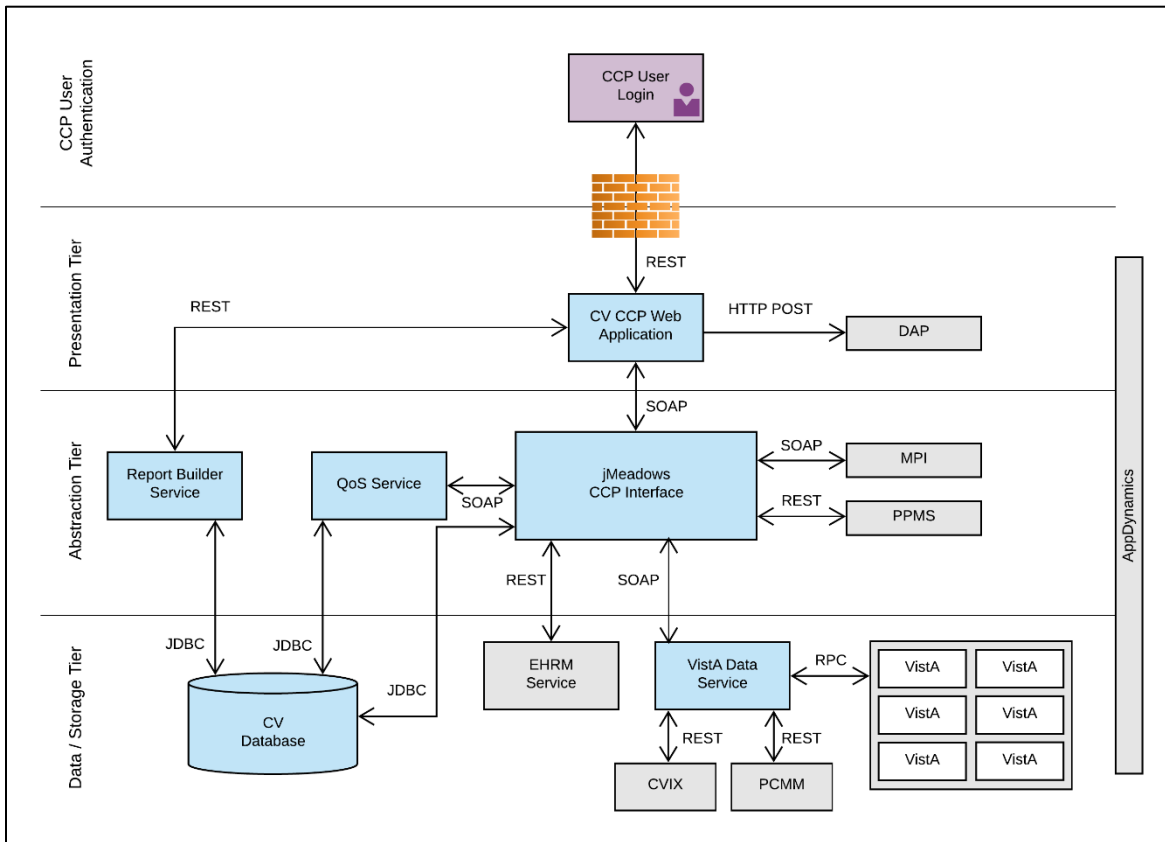 CCP User
Authentication
CCP User
Login
Presentation Tier
REST
REST
CV CCP Web
Application
HTTP POST
DAP
SOAP
Abstraction Tier
Report Builder
Service
QoS Service
SOAP
jMeadows
CCP Interface
SOAP
MPI
REST
PPMS
REST
SOAP
AppDynamics
Data / Storage Tier
JDBC
JDBC
JDBC
CV
Database
EHRM
Service
VistA Data
Service
RPC
VistA
VistA
VistA
VistA
VistA
VistA
REST
REST
CVIX
PCMM